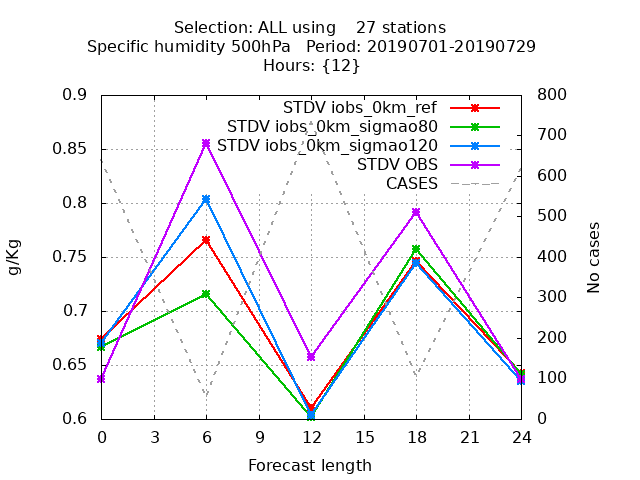 Selection: ALL using    27 stations
Specific humidity 500hPa   Period: 20190701-20190729
Hours: {12}
STDV iobs_0km_ref
STDV iobs_0km_sigmao80
STDV iobs_0km_sigmao120
STDV OBS
CASES
g/Kg
0.9
0.85
0.8
0.75
0.7
0.65
0.6
800
700
600
500
400
300
200
100
0
No cases
0 3 6 9 12 15 18 21 24
Forecast length